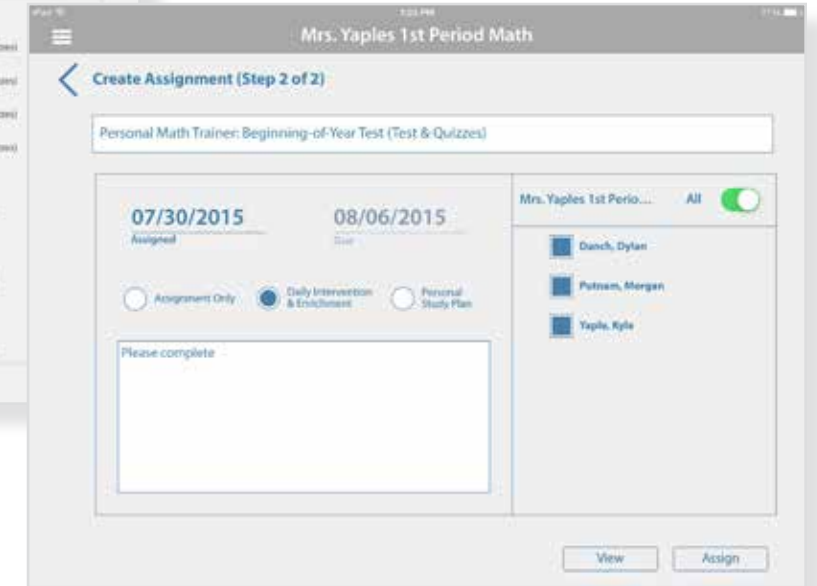 Mrs. Yaples 1st Period Math
Create Assignment (Step 2 of 2)
Personal Math Trainer: Beginning-of-Year Test (Test & Quizzes)
07/30/2015
Assigned
08/06/2015
Due
Assignment Only
Daily Intervention
& Enrichment
Personal
Study Plan
Please complete
Mrs. Yaples 1st Perio... All
Danch, Dylan
Putnam, Morgan
Yaple, Kyle
View
Assign